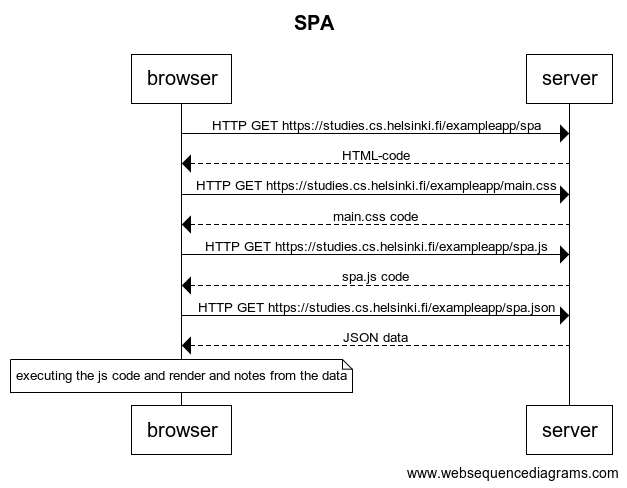 SPA
browser
server
HTTP GET https://studies.cs.helsinki.fi/exampleapp/spa
HTML-code
HTTP GET https://studies.cs.helsinki.fi/exampleapp/main.css
main.css code
HTTP GET https://studies.cs.helsinki.fi/exampleapp/spa.js
spa.js code
HTTP GET https://studies.cs.helsinki.fi/exampleapp/spa.json
JSON data
executing the js code and render and notes from the data
browser
server
www.websequencediagrams.com